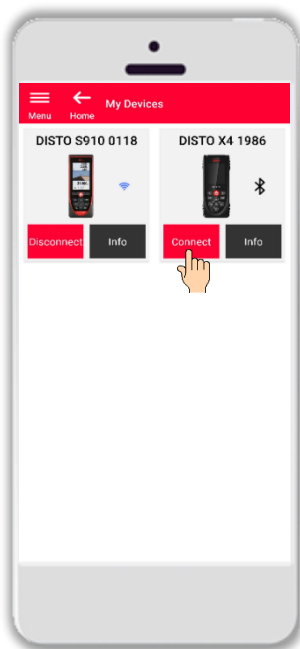 Menu Home My Devices
DISTO S910 0118
DISTO X4 1986
Disconnect Info
Connect Info